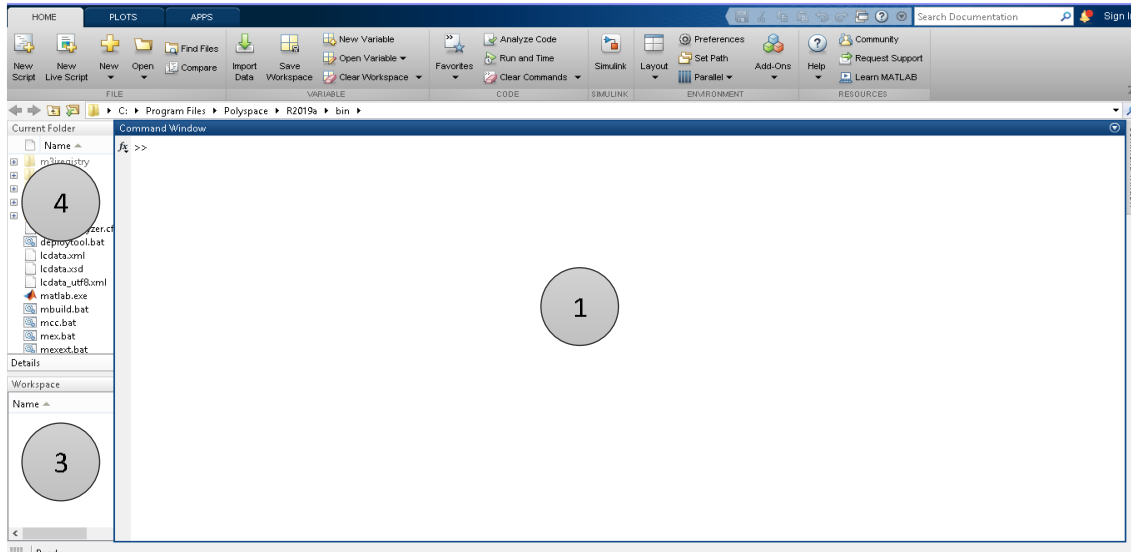 HOME PLOTS APPS
Search Documentation Sign In
New Script
New Live Script
New
Open
Find Files
Compare
Import Data
Save Workspace
New Variable
Open Variable
Clear Workspace
Favorites
Analyze Code
Run and Time
Clear Commands
Simulink
Layout
Preferences
Set Path
Parallel
Add-Ons
Help
Community
Request Support
Learn MATLAB
FILE VARIABLE CODE SIMULINK ENVIRONMENT RESOURCES
C: Program Files Polyspace R2019a bin
Current Folder
Command Window
Name
fx >>
m3iregistry
4
deploytool.bat
lcdata.xml
lcdata.xsd
lcdata_utf8.xml
matlab.exe
mbuild.bat
mcc.bat
mex.bat
mexext.bat
1
Details
Workspace
Name
3